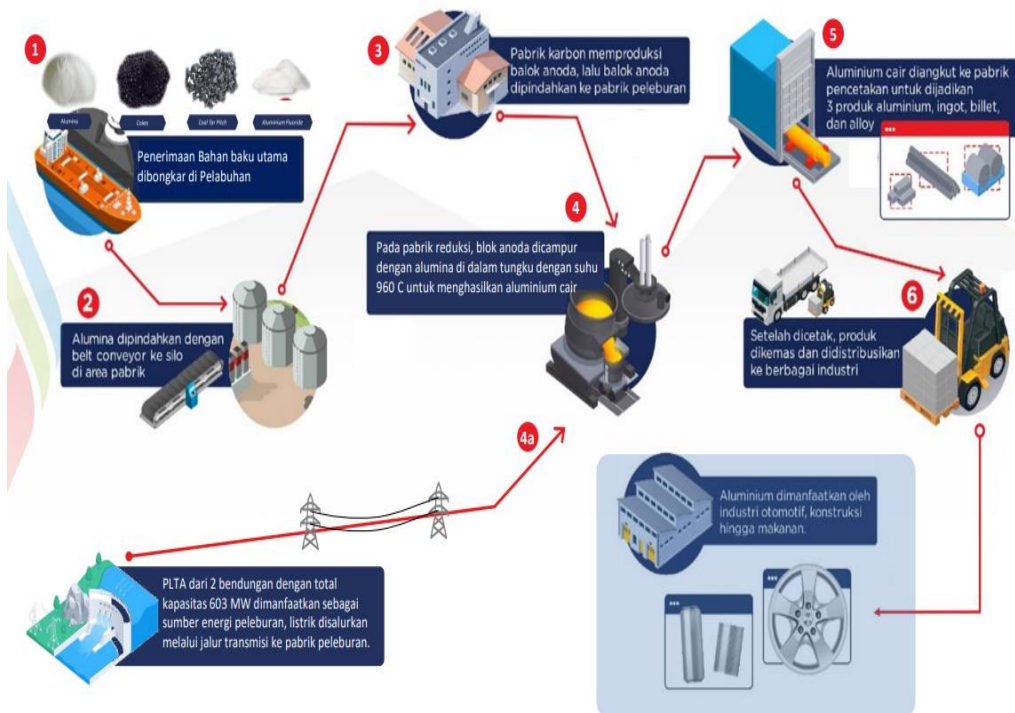 1
Alumina
Cokes
Coal Tar Pitch
Aluminium Fluoride
Penerimaan Bahan baku utama
dibongkar di Pelabuhan
2
Alumina dipindahkan dengan
belt conveyor ke silo
di area pabrik
3
Pabrik karbon memproduksi
balok anoda, lalu balok anoda
dipindahkan ke pabrik peleburan
4
Pada pabrik reduksi, blok anoda dicampur
dengan alumina di dalam tungku dengan suhu
960 C untuk menghasilkan aluminium cair
4a
PLTA dari 2 bendungan dengan total
kapasitas 603 MW dimanfaatkan sebagai
sumber energi peleburan, listrik disalurkan
melalui jalur transmisi ke pabrik peleburan.
5
Aluminium cair diangkut ke pabrik
pencetakan untuk dijadikan
3 produk aluminium, ingot, billet,
dan alloy
6
Setelah dicetak, produk
dikemas dan didistribusikan
ke berbagai industri
Aluminium dimanfaatkan oleh
industri otomotif, konstruksi
hingga makanan.